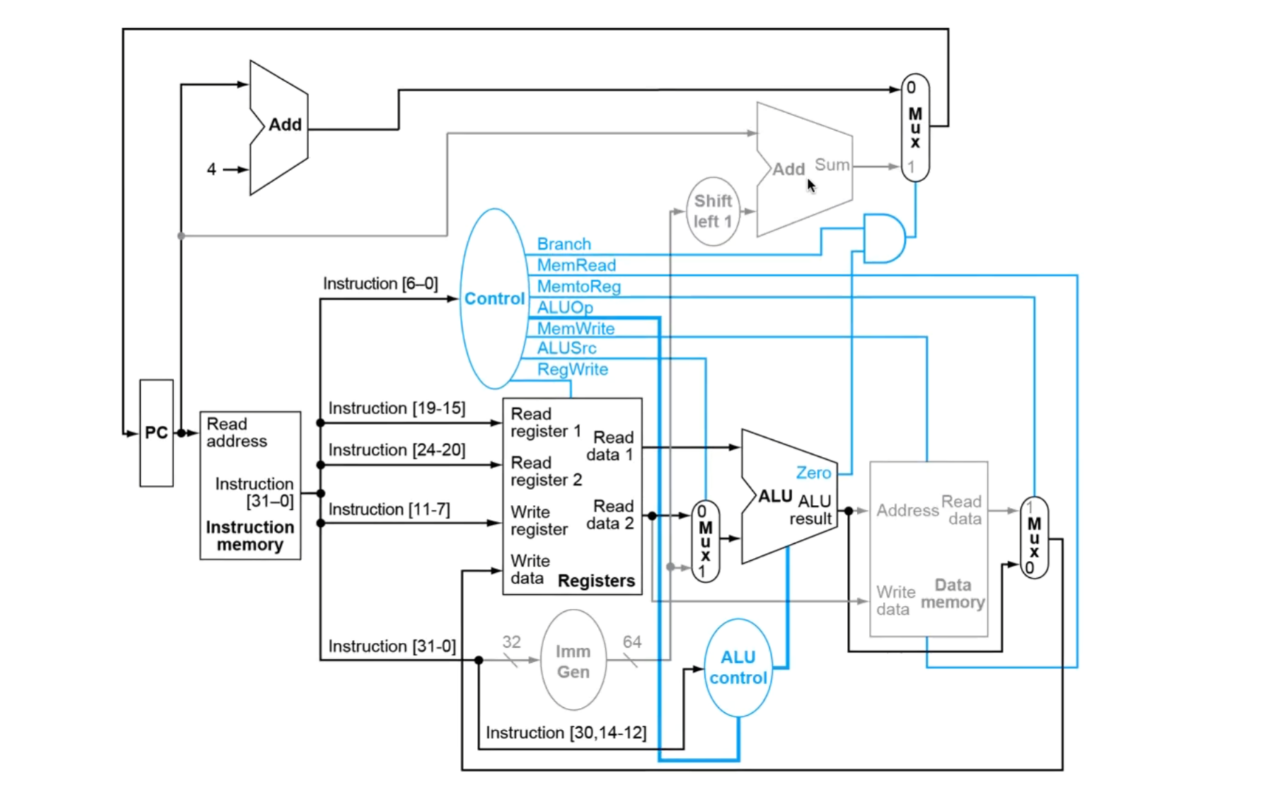 Add
4
0
Mux
1
Add Sum
Shift
left 1
Branch
MemRead
MemtoReg
ALUOp
MemWrite
ALUSrc
RegWrite
Control
Instruction [6–0]
PC
Read
address
Instruction
[31–0]
Instruction
memory
Instruction [19-15]
Instruction [24-20]
Instruction [11-7]
Instruction [31-0]
Read
register 1
Read
data 1
Read
register 2
Write
register
Read
data 2
Write
data
Registers
0
Mux
1
Zero
ALU
ALU
result
Address
Read
data
Write
data
Data
memory
1
Mux
0
32
Imm
Gen
64
ALU
control
Instruction [30,14-12]